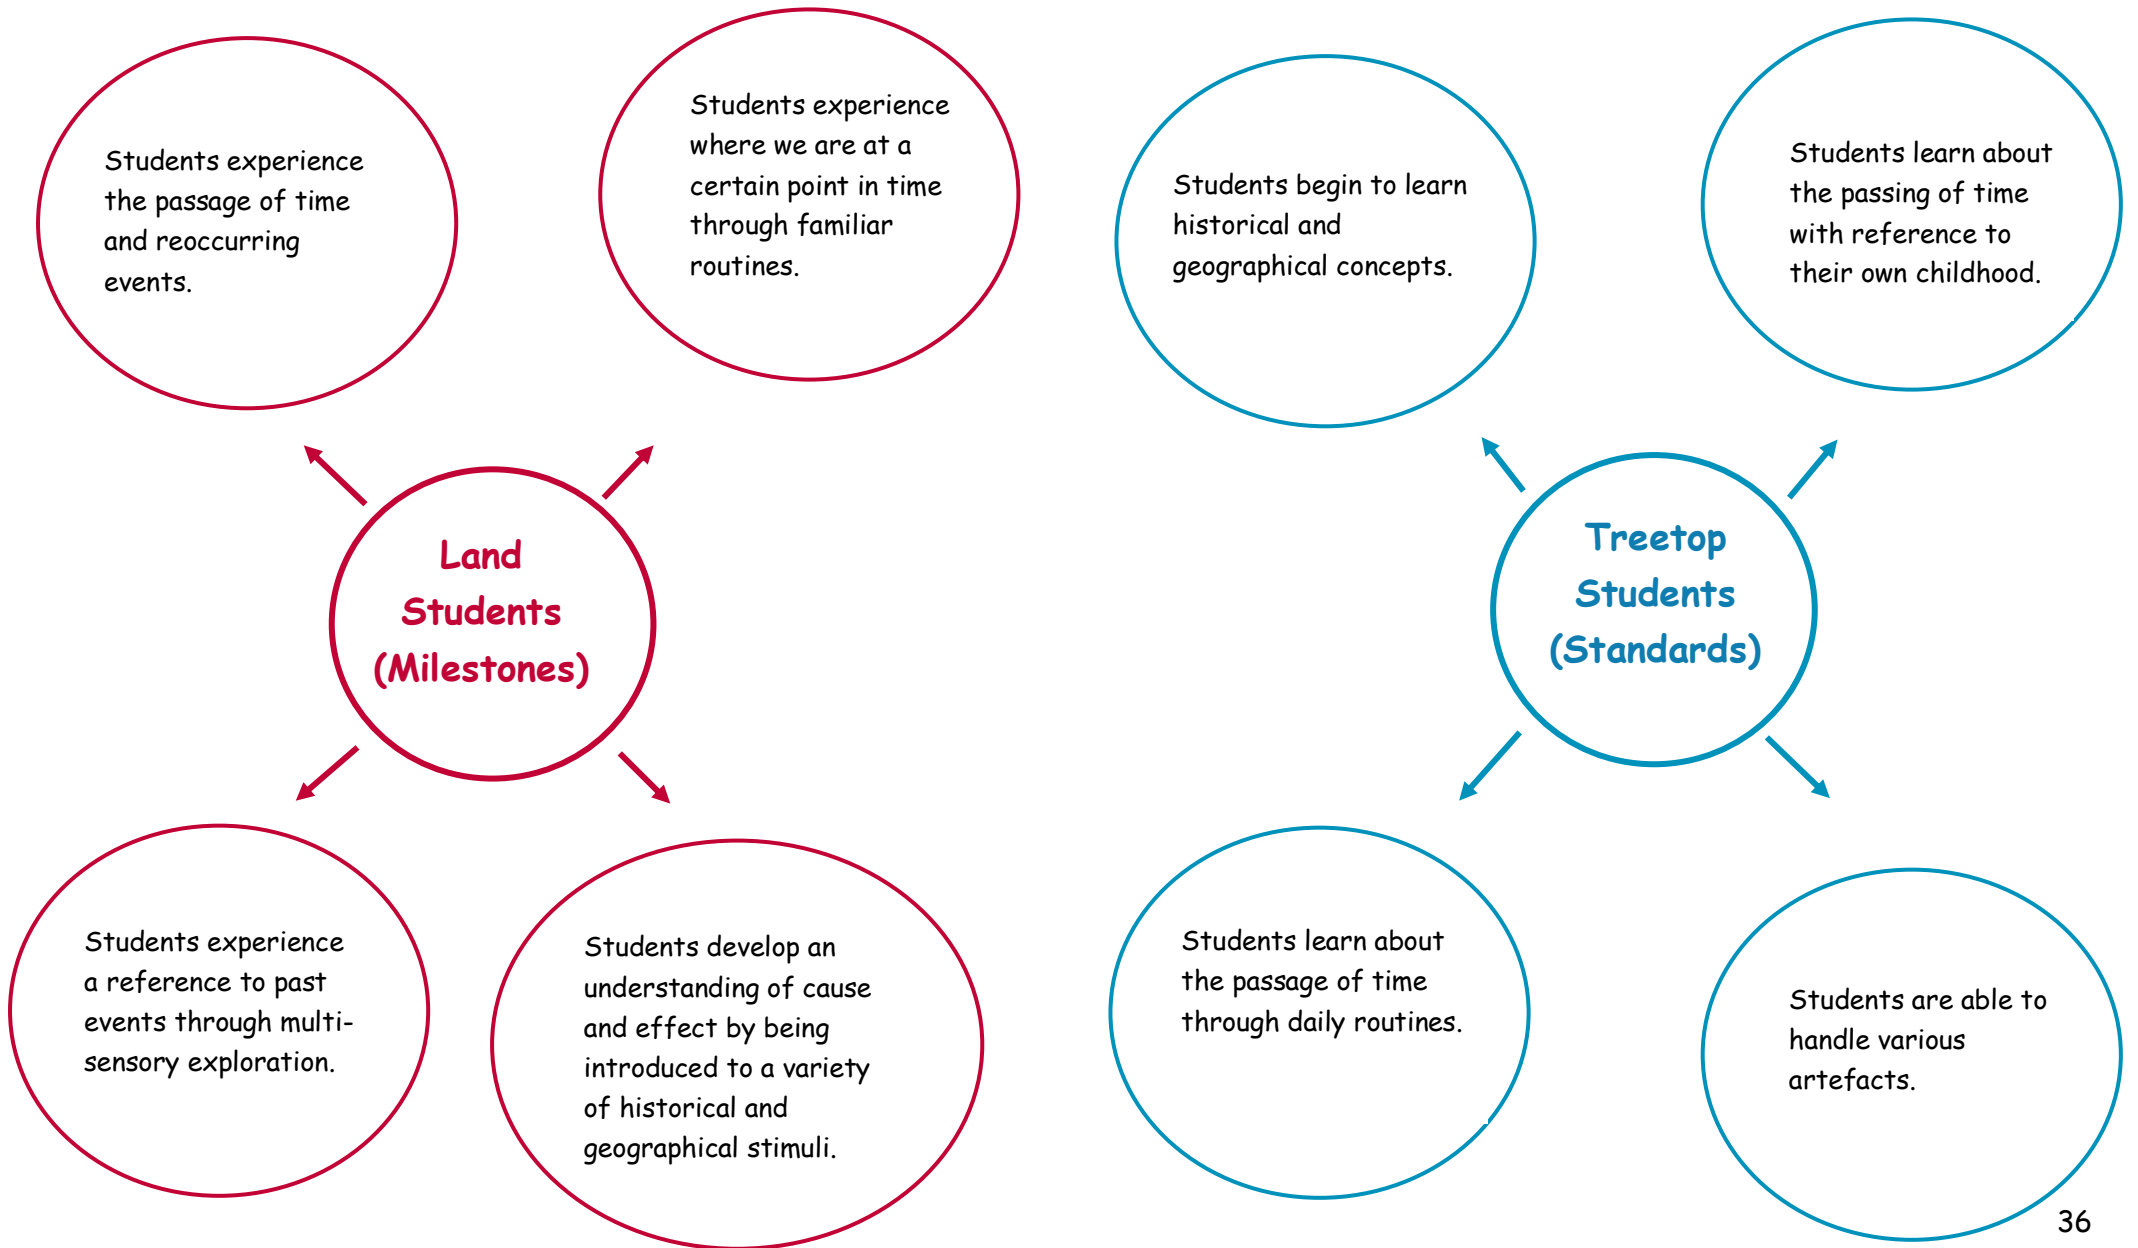 Students experience
the passage of time
and reoccurring
events.
Students experience
where we are at a
certain point in time
through familiar
routines.
Land
Students
(Milestones)
Students experience
a reference to past
events through multi-
sensory exploration.
Students develop an
understanding of cause
and effect by being
introduced to a variety
of historical and
geographical stimuli.
Students begin to learn
historical and
geographical concepts.
Students learn about
the passing of time
with reference to
their own childhood.
Treetop
Students
(Standards)
Students learn about
the passage of time
through daily routines.
Students are able to
handle various
artefacts.
36